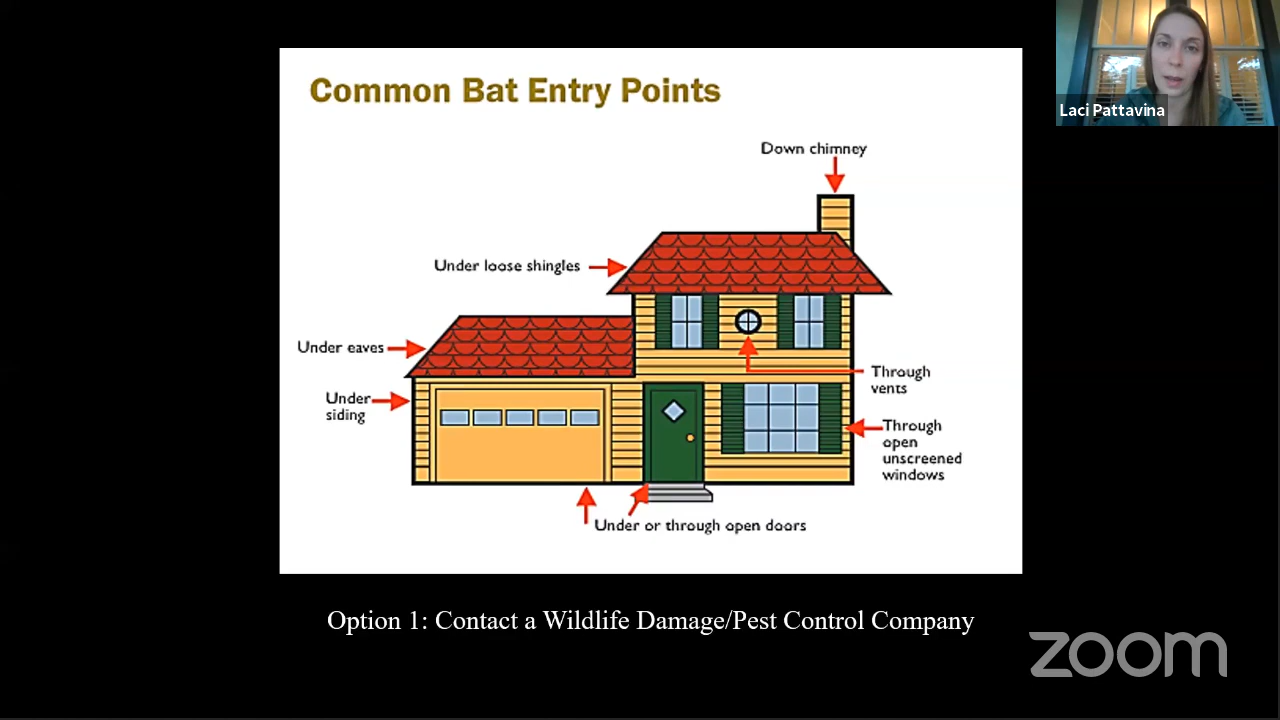 Common Bat Entry Points
Down chimney
Under loose shingles
Under eaves
Under
siding
Through
vents
Through
open
unscreened
windows
Under or through open doors
Option 1: Contact a Wildlife Damage/Pest Control Company
Laci Pattavina
zoom